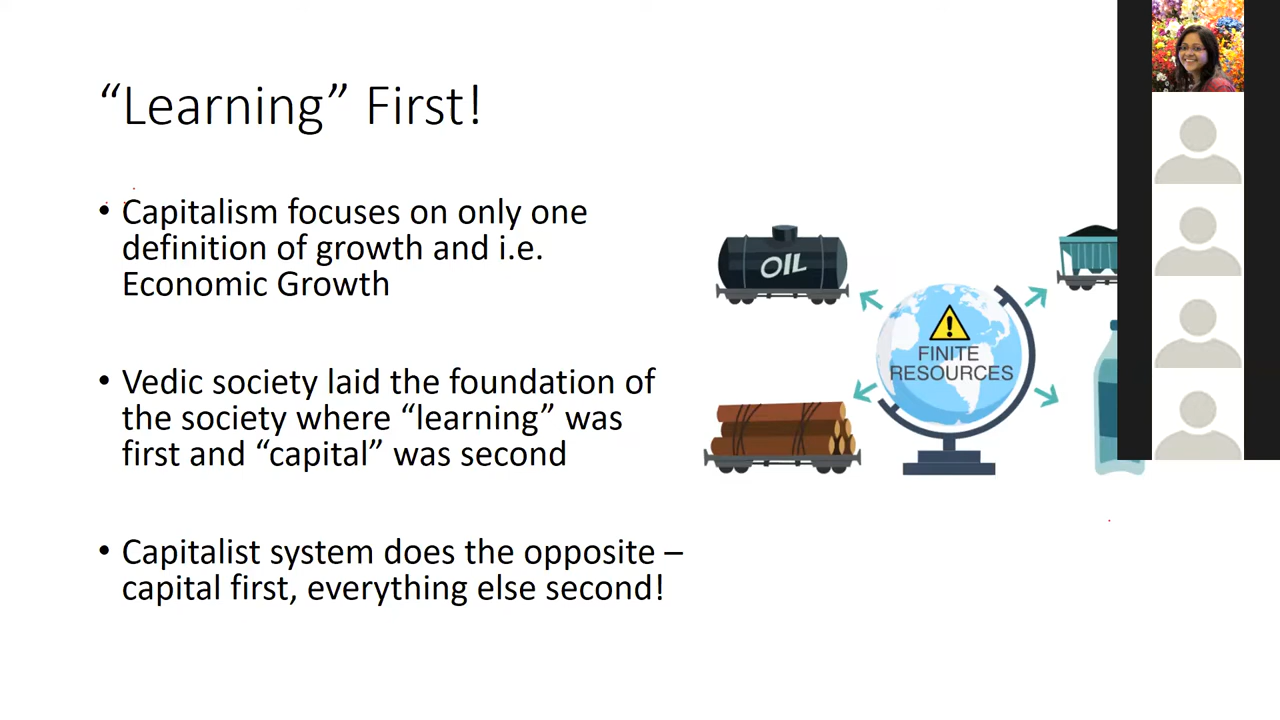 “Learning” First!
• Capitalism focuses on only one
definition of growth and i.e.
Economic Growth
• Vedic society laid the foundation of
the society where “learning” was
first and “capital” was second
• Capitalist system does the opposite –
capital first, everything else second!
OIL
FINITE
RESOURCES